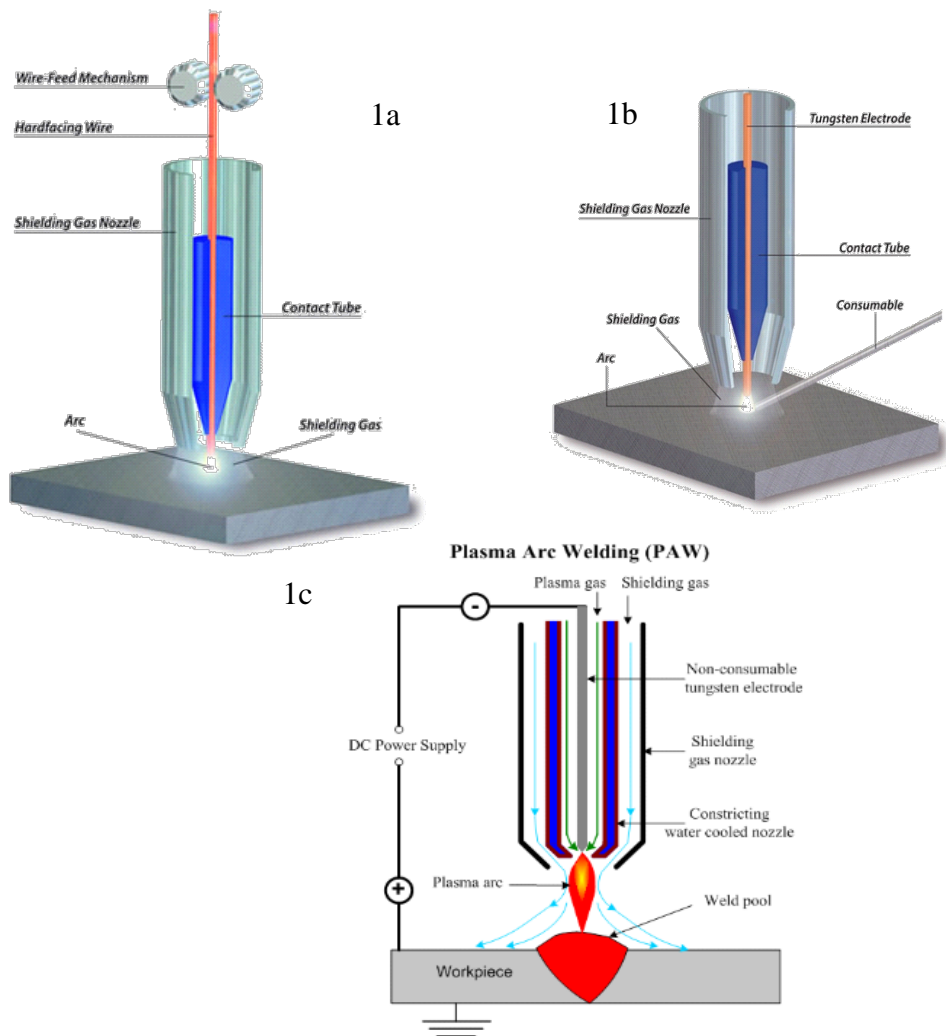 Wire-Feed Mechanism
Hardfacing Wire
1a
Shielding Gas Nozzle
Contact Tube
Arc
Shielding Gas
1b
Tungsten Electrode
Shielding Gas Nozzle
Contact Tube
Consumable
Shielding Gas
Arc
1c
Plasma Arc Welding (PAW)
Plasma gas
Shielding gas
-
Non-consumable
tungsten electrode
DC Power Supply
Shielding
gas nozzle
Constricting
water cooled nozzle
Plasma arc
+
Weld pool
Workpiece